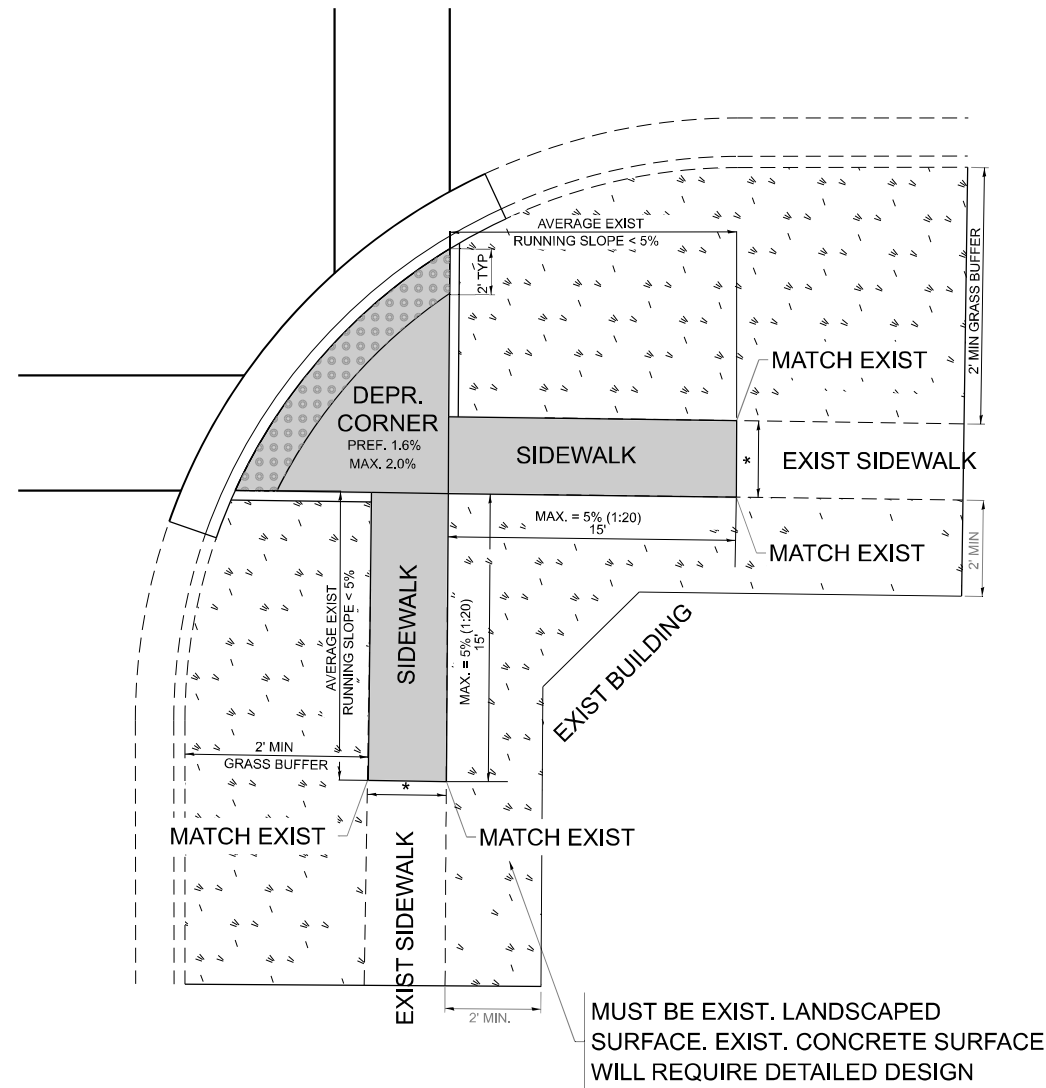 AVERAGE EXIST
RUNNING SLOPE < 5%
2' TYP
2' MIN GRASS BUFFER
MATCH EXIST
DEPR.
CORNER
PREF. 1.6%
MAX. 2.0%
SIDEWALK
*
EXIST SIDEWALK
MAX. = 5% (1:20)
15'
MATCH EXIST
2' MIN
AVERAGE EXIST
RUNNING SLOPE < 5%
SIDEWALK
MAX. = 5% (1:20)
15'
EXIST BUILDING
2' MIN
GRASS BUFFER
*
MATCH EXIST
MATCH EXIST
EXIST SIDEWALK
2' MIN.
MUST BE EXIST. LANDSCAPED
SURFACE. EXIST. CONCRETE SURFACE
WILL REQUIRE DETAILED DESIGN